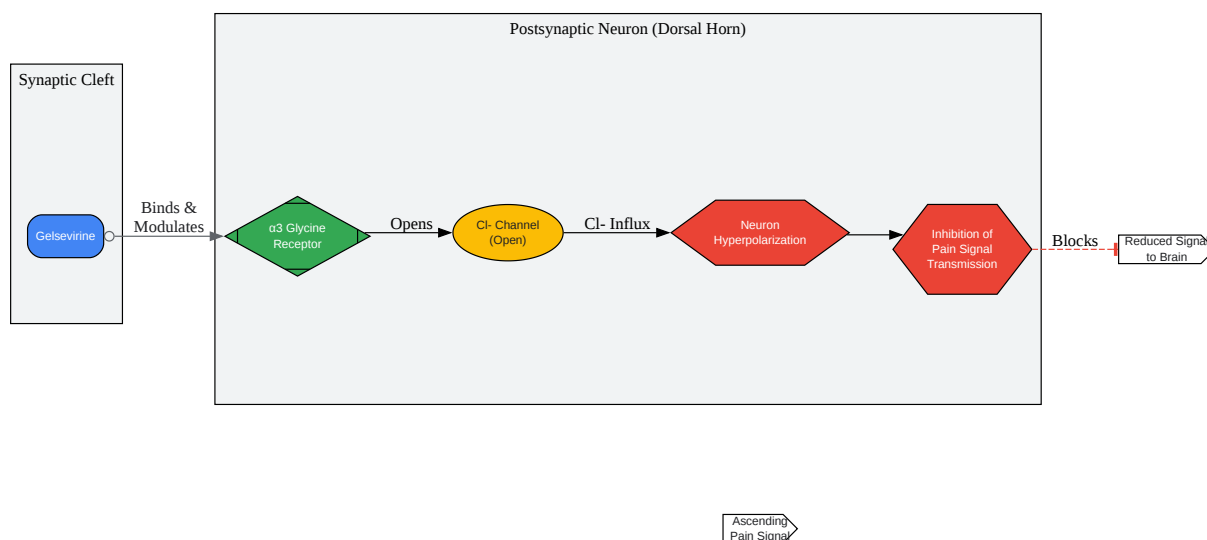 Postsynaptic Neuron (Dorsal Horn)
Synaptic Cleft
Gelsevirine
Binds &
Modulates
α3 Glycine
Receptor
Opens
Cl- Channel
(Open)
Cl- Influx
Neuron
Hyperpolarization
Inhibition of
Pain Signal
Transmission
Blocks
Reduced Signal
to Brain
Ascending
Pain Signal